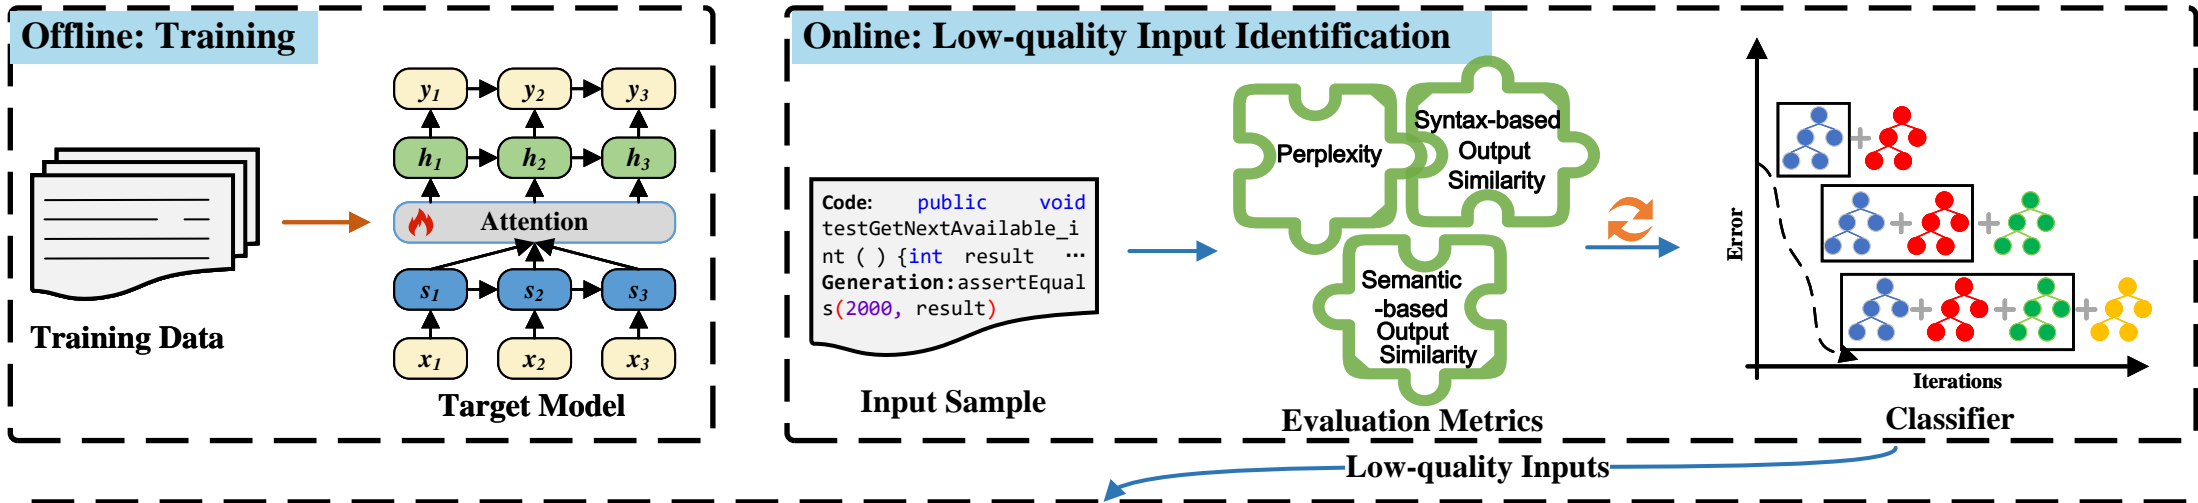 Offline: Training
y1 y2 y3
h1 h2 h3
Attention
s1 s2 s3
x1 x2 x3
Training Data
Target Model
Online: Low-quality Input Identification
Code: public void
testGetNextAvailable_i
nt ( ) {int result ···
Generation:assertEqual
s(2000, result)
Input Sample
Perplexity
Syntax-based
Output
Similarity
Semantic
-based
Output
Similarity
Evaluation Metrics
Error
+
+ +
+ + +
Iterations
Classifier
Low-quality Inputs